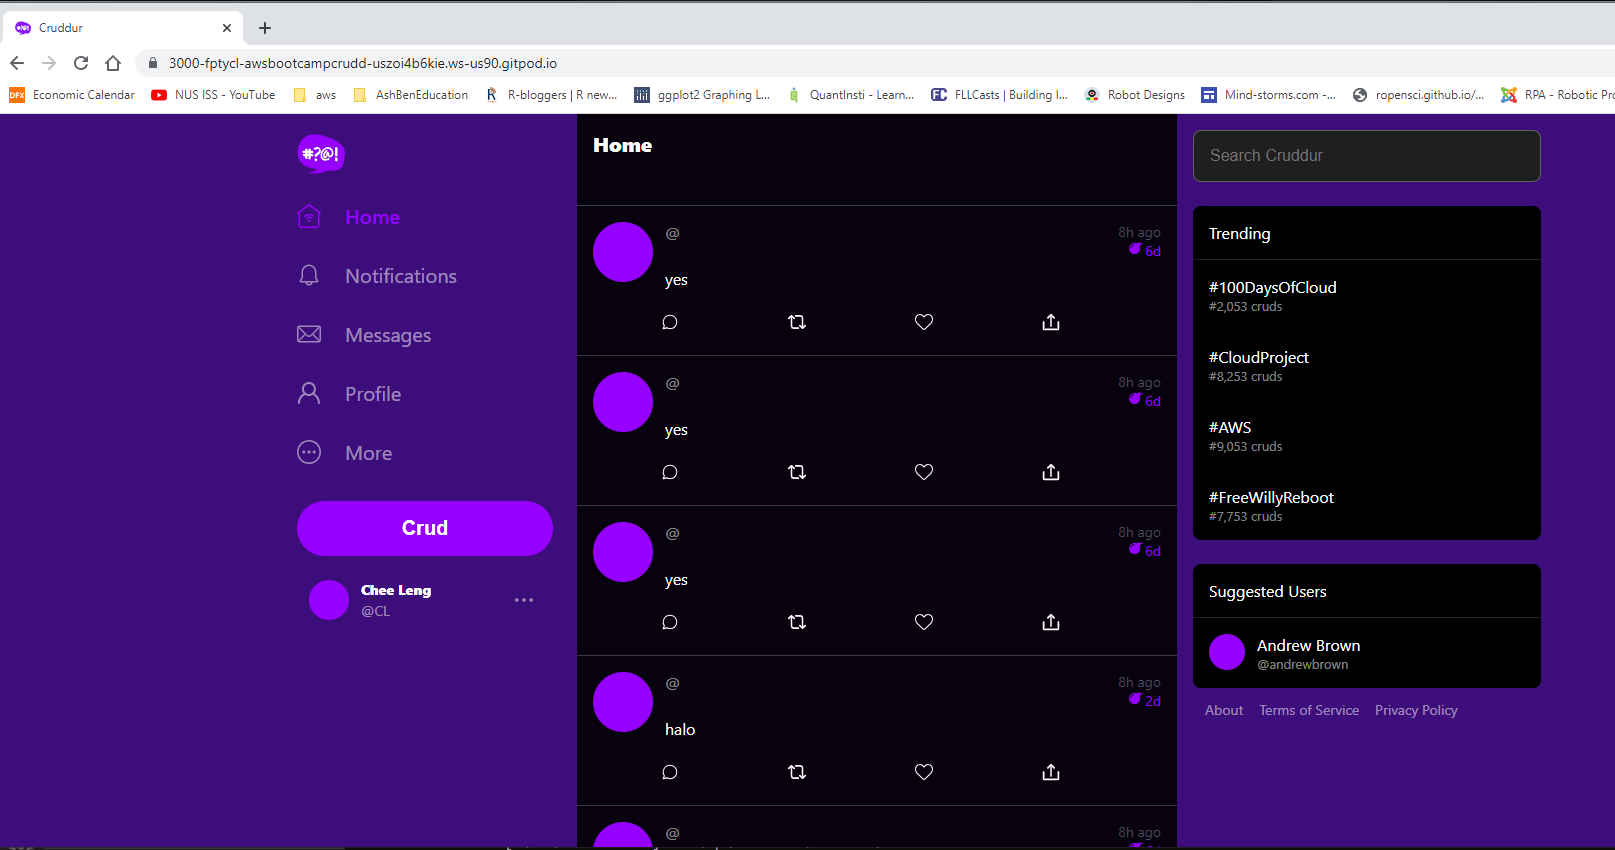 Cruddur
3000-fptycl-awsbootcampcrudd-uszoi4b6kie.ws-us90.gitpod.io
DFX Economic Calendar
NUS ISS - YouTube
aws
AshBenEducation
R-bloggers | R new...
ggplot2 Graphing L...
QuantInsti - Learn...
FC FLLCasts | Building I...
Robot Designs
Mind-storms.com -...
ropensci.github.io/...
RPA - Robotic Pro
#?@!
Home
Notifications
Messages
Profile
More
Crud
Chee Leng
@CL
Home
@
8h ago
6d
yes
@
8h ago
6d
yes
@
8h ago
6d
yes
@
8h ago
2d
halo
@
8h ago
Search Cruddur
Trending
#100DaysOfCloud
#2,053 cruds
#CloudProject
#8,253 cruds
#AWS
#9,053 cruds
#FreeWillyReboot
#7,753 cruds
Suggested Users
Andrew Brown
@andrewbrown
About Terms of Service Privacy Policy